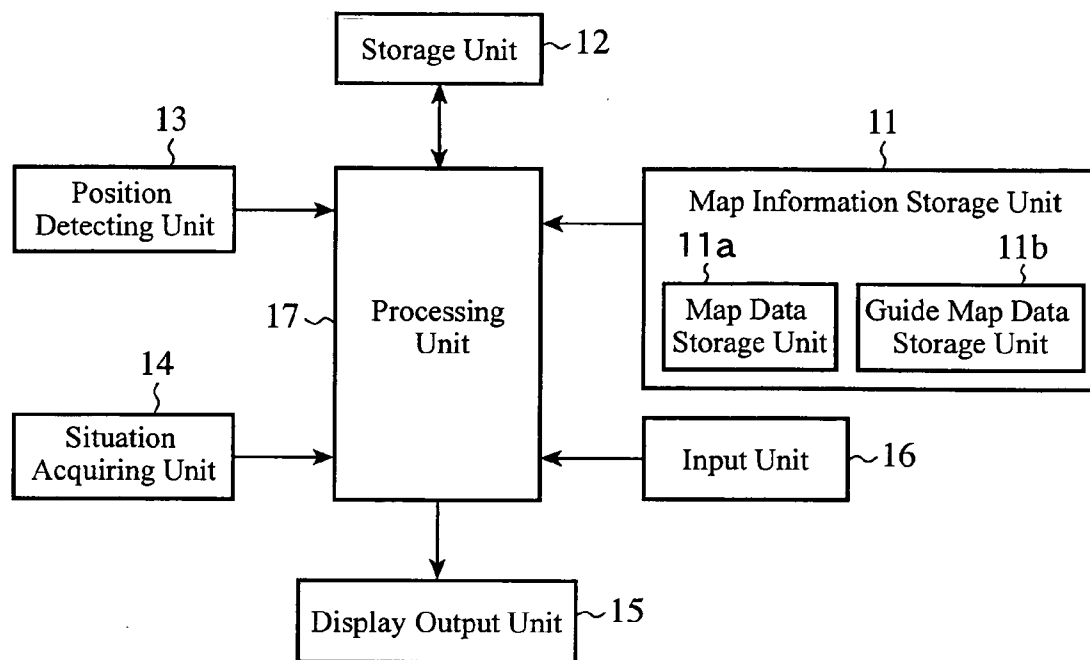 Storage Unit
12
13
Position
Detecting Unit
11
Map Information Storage Unit
11a
11b
Map Data
Storage Unit
Guide Map Data
Storage Unit
17
Processing
Unit
14
Situation
Acquiring Unit
Input Unit
16
Display Output Unit
15